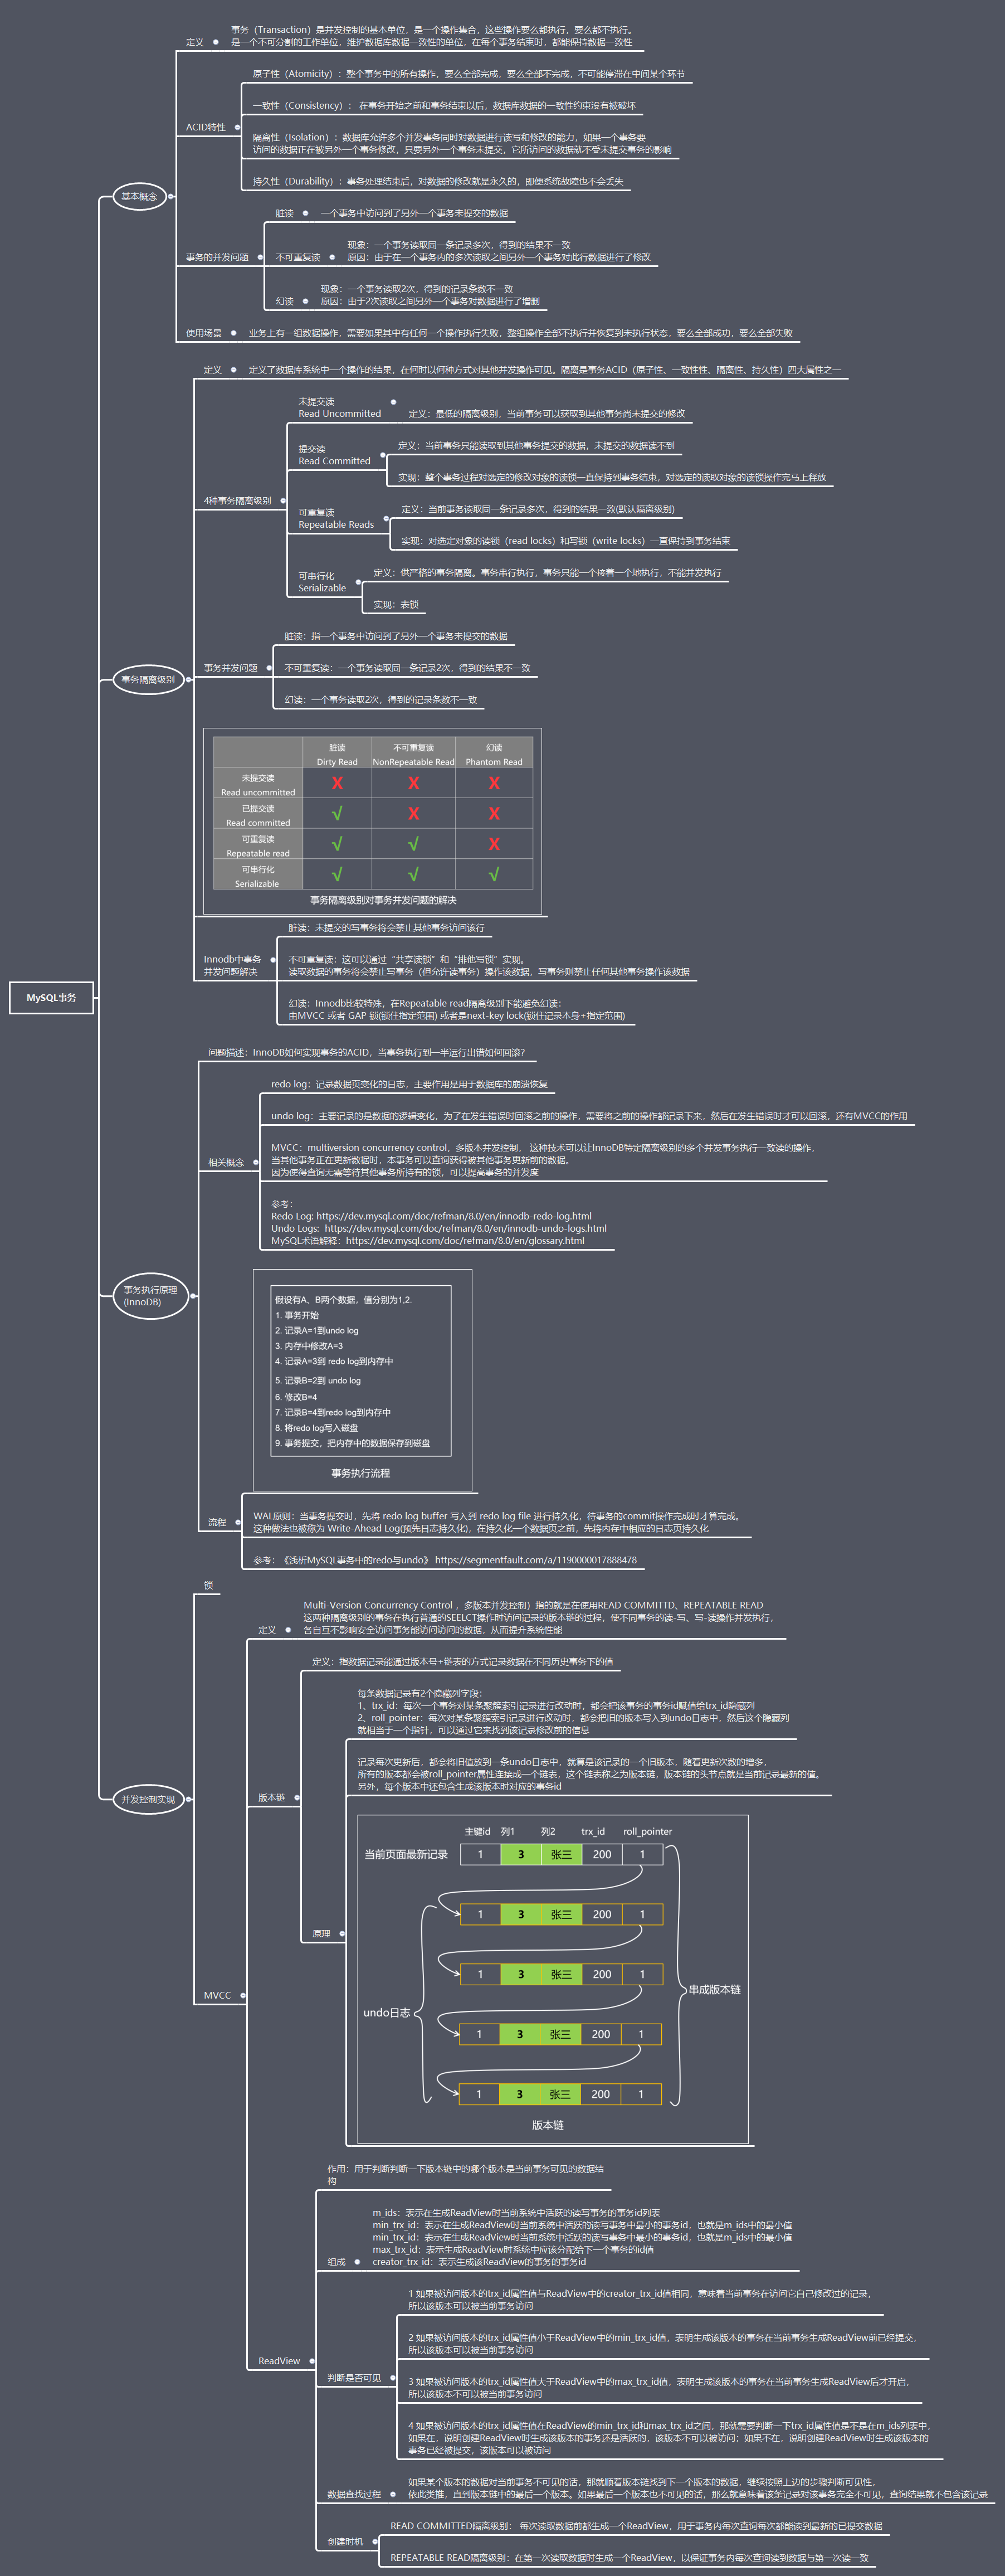 MySQL事务
基本概念
定义
事务（Transaction）是并发控制的基本单位，是一个操作集合，这些操作要么都执行，要么都不执行。
是一个不可分割的工作单位，维护数据库数据一致性的单位，在每个事务结束时，都能保持数据一致性
ACID特性
原子性（Atomicity）：整个事务中的所有操作，要么全部完成，要么全部不完成，不可能停滞在中间某个环节
一致性（Consistency）： 在事务开始之前和事务结束以后，数据库数据的一致性约束没有被破坏
隔离性（Isolation）：数据库允许多个并发事务同时对数据进行读写和修改的能力，如果一个事务要
访问的数据正在被另外一个事务修改，只要另外一个事务未提交，它所访问的数据就不受未提交事务的影响
持久性（Durability）：事务处理结束后，对数据的修改就是永久的，即便系统故障也不会丢失
事务的并发问题
脏读
一个事务中访问到了另外一个事务未提交的数据
不可重复读
现象：一个事务读取同一条记录多次，得到的结果不一致
原因：由于在一个事务内的多次读取之间另外一个事务对此行数据进行了修改
幻读
现象：一个事务读取2次，得到的记录条数不一致
原因：由于2次读取之间另外一个事务对数据进行了增删
使用场景
业务上有一组数据操作，需要如果其中有任何一个操作执行失败，整组操作全部不执行并恢复到未执行状态，要么全部成功，要么全部失败
事务隔离级别
定义
定义了数据库系统中一个操作的结果，在何时以何种方式对其他并发操作可见。隔离是事务ACID（原子性、一致性性、隔离性、持久性）四大属性之一
4种事务隔离级别
未提交读
Read Uncommitted
定义：最低的隔离级别，当前事务可以获取到其他事务尚未提交的修改
提交读
Read Committed
定义：当前事务只能读取到其他事务提交的数据，未提交的数据读不到
实现：整个事务过程对选定的修改对象的读锁一直保持到事务结束，对选定的读取对象的读锁操作完马上释放
可重复读
Repeatable Reads
定义：当前事务读取同一条记录多次，得到的结果一致(默认隔离级别)
实现：对选定对象的读锁（read locks）和写锁（write locks）一直保持到事务结束
可串行化
Serializable
定义：供严格的事务隔离。事务串行执行，事务只能一个接着一个地执行，不能并发执行
实现：表锁
事务并发问题
脏读：指一个事务中访问到了另外一个事务未提交的数据
不可重复读：一个事务读取同一条记录2次，得到的结果不一致
幻读：一个事务读取2次，得到的记录条数不一致
脏读 不可重复读 幻读
Dirty Read NonRepeatable Read Phantom Read
未提交读
Read uncommitted X X X
已提交读
Read committed √ X X
可重复读
Repeatable read √ √ X
可串行化
Serializable √ √ √
事务隔离级别对事务并发问题的解决
Innodb中事务
并发问题解决
脏读：未提交的写事务将会禁止其他事务访问该行
不可重复读：这可以通过“共享读锁”和“排他写锁”实现。
读取数据的事务将会禁止写事务（但允许读事务）操作该数据，写事务则禁止任何其他事务操作该数据
幻读：Innodb比较特殊，在Repeatable read隔离级别下能避免幻读：
由MVCC 或者 GAP 锁(锁住指定范围) 或者是next-key lock(锁住记录本身+指定范围)
事务执行原理
(InnoDB)
问题描述：InnoDB如何实现事务的ACID，当事务执行到一半运行出错如何回滚？
相关概念
redo log：记录数据页变化的日志，主要作用是用于数据库的崩溃恢复
undo log：主要记录的是数据的逻辑变化，为了在发生错误时回滚之前的操作，需要将之前的操作都记录下来，然后在发生错误时才可以回滚，还有MVCC的作用
MVCC：multiversion concurrency control，多版本并发控制， 这种技术可以让InnoDB特定隔离级别的多个并发事务执行一致读的操作，
当其他事务正在更新数据时，本事务可以查询获得被其他事务更新前的数据。
因为使得查询无需等待其他事务所持有的锁，可以提高事务的并发度
参考：
Redo Log: https://dev.mysql.com/doc/refman/8.0/en/innodb-redo-log.html
Undo Logs: https://dev.mysql.com/doc/refman/8.0/en/innodb-undo-logs.html
MySQL术语解释：https://dev.mysql.com/doc/refman/8.0/en/glossary.html
流程
假设有A、B两个数据，值分别为1,2.
1. 事务开始
2. 记录A=1到undo log
3. 内存中修改A=3
4. 记录A=3到 redo log到内存中
5. 记录B=2到 undo log
6. 修改B=4
7. 记录B=4到redo log到内存中
8. 将redo log写入磁盘
9. 事务提交，把内存中的数据保存到磁盘
事务执行流程
WAL原则：当事务提交时，先将 redo log buffer 写入到 redo log file 进行持久化，待事务的commit操作完成时才算完成。
这种做法也被称为 Write-Ahead Log(预先日志持久化)，在持久化一个数据页之前，先将内存中相应的日志页持久化
参考：《浅析MySQL事务中的redo与undo》 https://segmentfault.com/a/1190000017888478
并发控制实现
锁
MVCC
定义
Multi-Version Concurrency Control ，多版本并发控制）指的就是在使用READ COMMITTD、REPEATABLE READ
这两种隔离级别的事务在执行普通的SEELCT操作时访问记录的版本链的过程，使不同事务的读-写、写-读操作并发执行，
各自互不影响安全访问事务能访问访问的数据，从而提升系统性能
版本链
定义：指数据记录能通过版本号+链表的方式记录数据在不同历史事务下的值
原理
每条数据记录有2个隐藏列字段：
1、trx_id：每次一个事务对某条聚簇索引记录进行改动时，都会把该事务的事务id赋值给trx_id隐藏列
2、roll_pointer：每次对某条聚簇索引记录进行改动时，都会把旧的版本写入到undo日志中，然后这个隐藏列
就相当于一个指针，可以通过它来找到该记录修改前的信息
记录每次更新后，都会将旧值放到一条undo日志中，就算是该记录的一个旧版本，随着更新次数的增多，
所有的版本都会被roll_pointer属性连接成一个链表，这个链表称之为版本链，版本链的头节点就是当前记录最新的值。
另外，每个版本中还包含生成该版本时对应的事务id
主键id 列1 列2 trx_id roll_pointer
当前页面最新记录 1 3 张三 200 1
1 3 张三 200 1
1 3 张三 200 1
串成版本链
undo日志
1 3 张三 200 1
1 3 张三 200 1
版本链
ReadView
作用：用于判断判断一下版本链中的哪个版本是当前事务可见的数据结
构
组成
m_ids：表示在生成ReadView时当前系统中活跃的读写事务的事务id列表
min_trx_id：表示在生成ReadView时当前系统中活跃的读写事务中最小的事务id，也就是m_ids中的最小值
min_trx_id：表示在生成ReadView时当前系统中活跃的读写事务中最小的事务id，也就是m_ids中的最小值
max_trx_id：表示生成ReadView时系统中应该分配给下一个事务的id值
creator_trx_id：表示生成该ReadView的事务的事务id
判断是否可见
1 如果被访问版本的trx_id属性值与ReadView中的creator_trx_id值相同，意味着当前事务在访问它自己修改过的记录，
所以该版本可以被当前事务访问
2 如果被访问版本的trx_id属性值小于ReadView中的min_trx_id值，表明生成该版本的事务在当前事务生成ReadView前已经提交，
所以该版本可以被当前事务访问
3 如果被访问版本的trx_id属性值大于ReadView中的max_trx_id值，表明生成该版本的事务在当前事务生成ReadView后才开启，
所以该版本不可以被当前事务访问
4 如果被访问版本的trx_id属性值在ReadView的min_trx_id和max_trx_id之间，那就需要判断一下trx_id属性值是不是在m_ids列表中，
如果在，说明创建ReadView时生成该版本的事务还是活跃的，该版本不可以被访问；如果不在，说明创建ReadView时生成该版本的
事务已经被提交，该版本可以被访问
数据查找过程
如果某个版本的数据对当前事务不可见的话，那就顺着版本链找到下一个版本的数据，继续按照上边的步骤判断可见性，
依此类推，直到版本链中的最后一个版本。如果最后一个版本也不可见的话，那么就意味着该条记录对该事务完全不可见，查询结果就不包含该记录
创建时机
READ COMMITTED隔离级别： 每次读取数据前都生成一个ReadView，用于事务内每次查询每次都能读到最新的已提交数据
REPEATABLE READ隔离级别：在第一次读取数据时生成一个ReadView，以保证事务内每次查询读到数据与第一次读一致